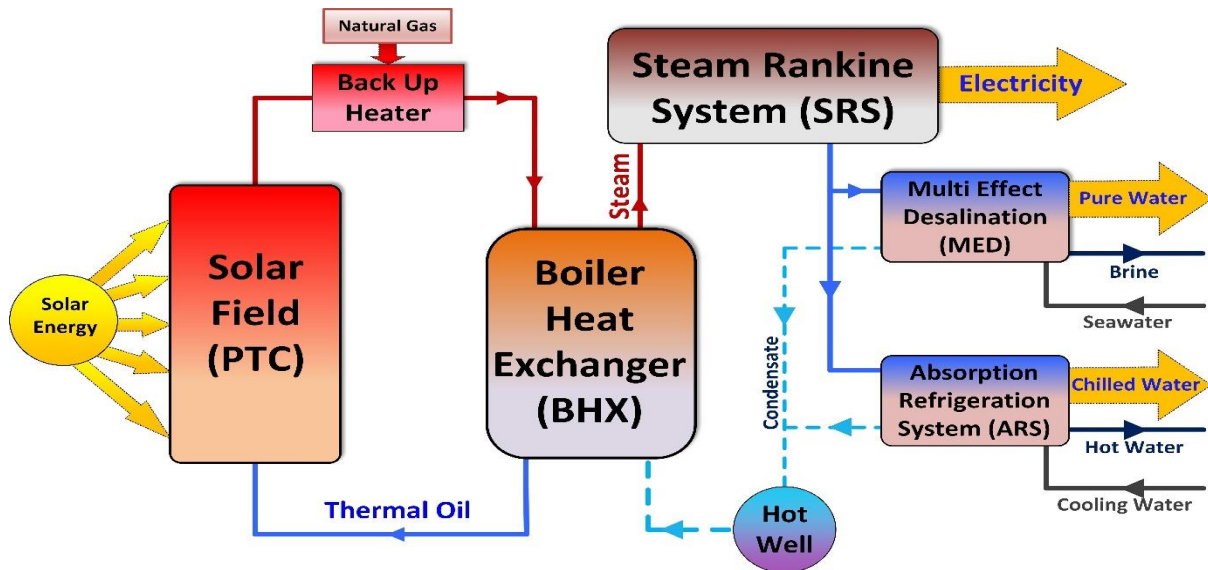 Natural Gas
Back Up
Heater
Solar
Energy
Solar
Field
(PTC)
Thermal Oil
Boiler
Heat
Exchanger
(BHX)
Steam
Steam Rankine
System (SRS)
Electricity
Multi Effect
Desalination
(MED)
Pure Water
Brine
Seawater
Condensate
Absorption
Refrigeration
System (ARS)
Chilled Water
Hot Water
Cooling Water
Hot
Well